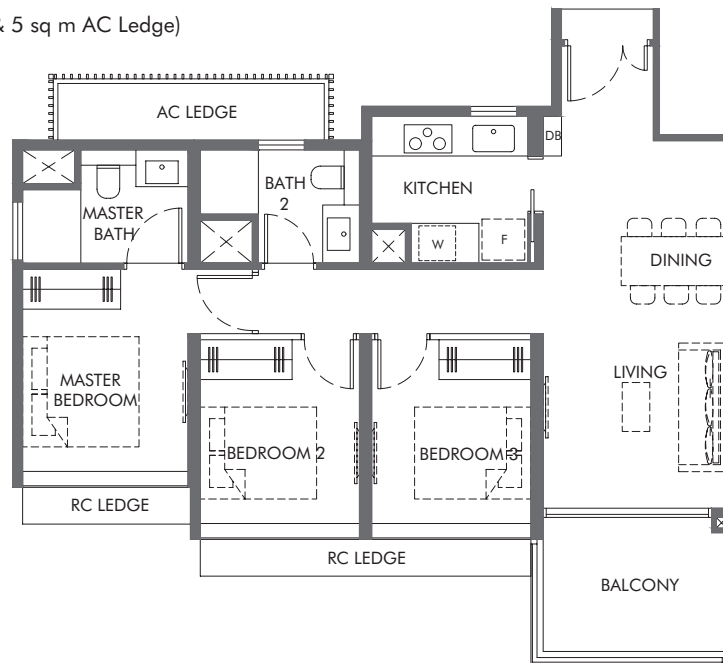 & 5 sq m AC Ledge)
AC LEDGE
DB
BATH
2
KITCHEN
MASTER
BATH
W
F
DINING
LIVING
MASTER
BEDROOM
BEDROOM 2
BEDROOM 3
RC LEDGE
RC LEDGE
BALCONY